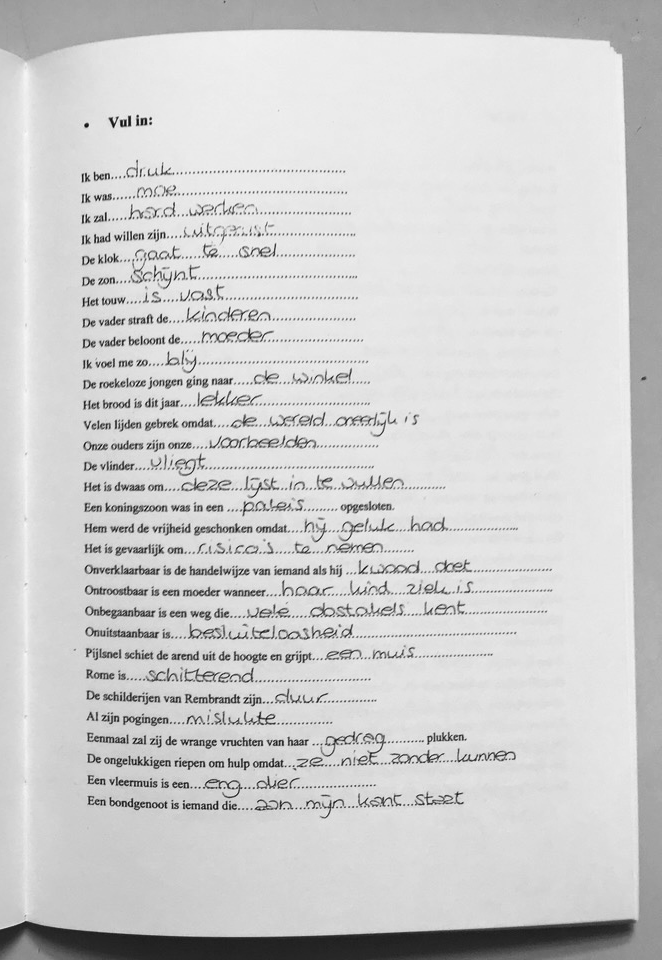 • Vul in:
Ik ben....druk..........................................
Ik was......moe..........................................
Ik zal.....hard werken..........................
Ik had willen zijn....uitgerust....................
De klok....gaat te snel....................
De zon....schijnt..........................................
Het touw....is vast..................................
De vader straft de....kinderen....................
De vader beloont de.....moeder....................
Ik voel me zo....blij..........................................
De roekeloze jongen ging naar.....de winkel.....
Het brood is dit jaar....lekker..........................
Velen lijden gebrek omdat....de wereld oneerlijk is
Onze ouders zijn onze.....voorbeelden...............
De vlinder....vliegt..........................................
Het is dwaas om....deze lijst in te vullen..........
Een koningszoon was in een ....paleis.......... opgesloten.
Hem werd de vrijheid geschonken omdat....hij geluk had...............
Het is gevaarlijk om....risico's te nemen........
Onverklaarbaar is de handelwijze van iemand als hij ...kwaad doet....................
Ontroostbaar is een moeder wanneer....haar kind ziek is....................
Onbegaanbaar is een weg die.....vele obstakels kent....................
Onuitstaanbaar is....besluiteloosheid..........................................
Pijlsnel schiet de arend uit de hoogte en grijpt...een muis....................
Rome is.....schitterend..............................
De schilderijen van Rembrandt zijn...duur...............
Al zijn pogingen....mislukte...............
Eenmaal zal zij de wrange vruchten van haar ...gedrag.......... plukken.
De ongelukkigen riepen om hulp omdat...ze niet zonder kunnen
Een vleermuis is een....eng dier....................
Een bondgenoot is iemand die....aan mijn kant staat